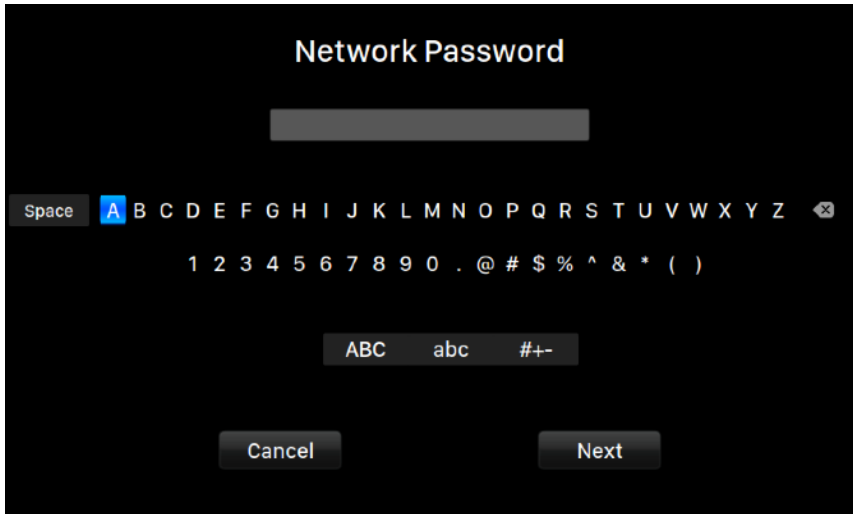 Network Password
Space A B C D E F G H I J K L M N O P Q R S T U V W X Y Z
1 2 3 4 5 6 7 8 9 0 . @ # $ % ^ & * ( )
ABC abc #+-
Cancel Next